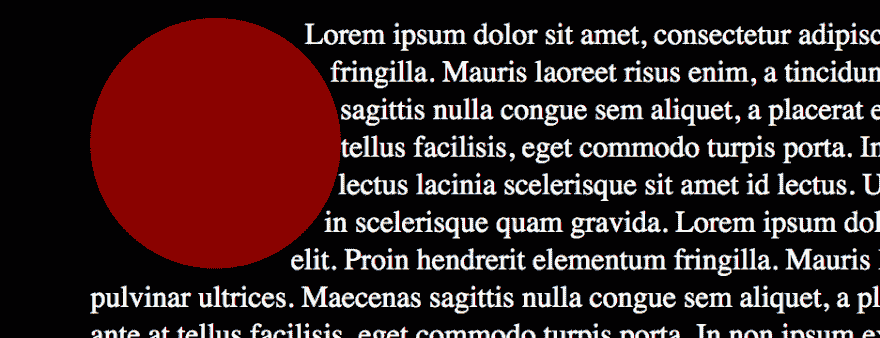 Lorem ipsum dolor sit amet, consectetur adipisc
fringilla. Mauris laoreet risus enim, a tincidun
sagittis nulla congue sem aliquet, a placerat e
tellus facilisis, eget commodo turpis porta. In
lectus lacinia scelerisque sit amet id lectus. U
in scelerisque quam gravida. Lorem ipsum dol
elit. Proin hendrerit elementum fringilla. Mauris
pulvinar ultrices. Maecenas sagittis nulla congue sem aliquet, a pl
ante at tellus facilisis, eget commodo turpis porta. In non ipsum ex